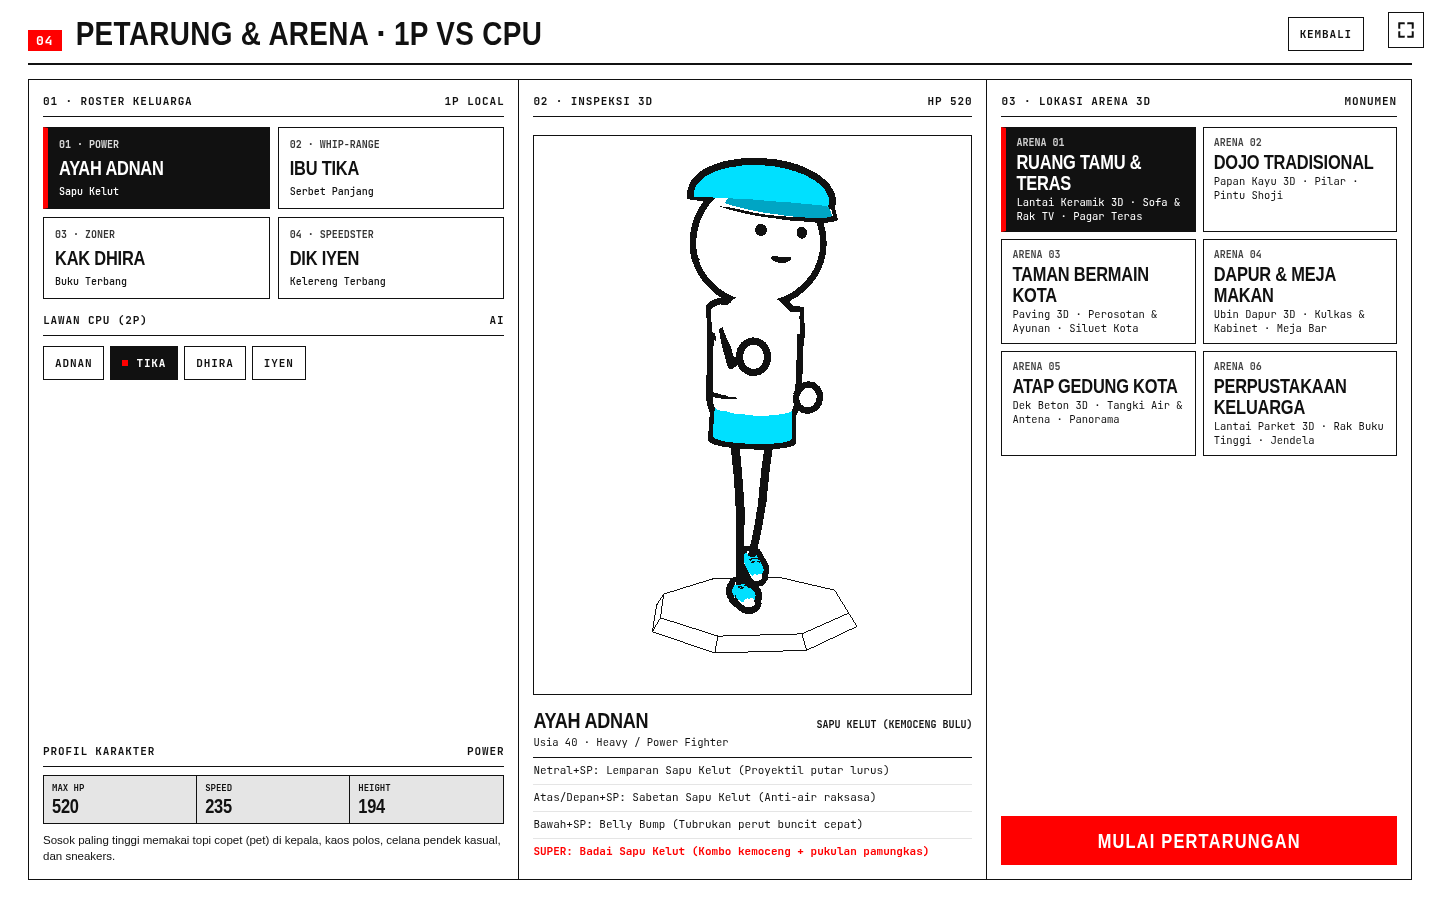 04 PETARUNG & ARENA · 1P VS CPU
KEMBALI
01 · ROSTER KELUARGA 1P LOCAL
01 · POWER
AYAH ADNAN
Sapu Kelut
02 · WHIP-RANGE
IBU TIKA
Serbet Panjang
03 · ZONER
KAK DHIRA
Buku Terbang
04 · SPEEDSTER
DIK IYEN
Kelereng Terbang
LAWAN CPU (2P) AI
ADNAN TIKA DHIRA IYEN
PROFIL KARAKTER POWER
MAX HP
520
SPEED
235
HEIGHT
194
Sosok paling tinggi memakai topi copet (pet) di kepala, kaos polos, celana pendek kasual,
dan sneakers.
02 · INSPEKSI 3D HP 520
AYAH ADNAN SAPU KELUT (KEMOCENG BULU)
Usia 40 · Heavy / Power Fighter
Netral+SP: Lemparan Sapu Kelut (Proyektil putar lurus)
Atas/Depan+SP: Sabetan Sapu Kelut (Anti-air raksasa)
Bawah+SP: Belly Bump (Tubrukan perut buncit cepat)
SUPER: Badai Sapu Kelut (Kombo kemoceng + pukulan pamungkas)
03 · LOKASI ARENA 3D MONUMEN
ARENA 01
RUANG TAMU &
TERAS
Lantai Keramik 3D · Sofa &
Rak TV · Pagar Teras
ARENA 02
DOJO TRADISIONAL
Papan Kayu 3D · Pilar ·
Pintu Shoji
ARENA 03
TAMAN BERMAIN
KOTA
Paving 3D · Perosotan &
Ayunan · Siluet Kota
ARENA 04
DAPUR & MEJA
MAKAN
Ubin Dapur 3D · Kulkas &
Kabinet · Meja Bar
ARENA 05
ATAP GEDUNG KOTA
Dek Beton 3D · Tangki Air &
Antena · Panorama
ARENA 06
PERPUSTAKAAN
KELUARGA
Lantai Parket 3D · Rak Buku
Tinggi · Jendela
MULAI PERTARUNGAN